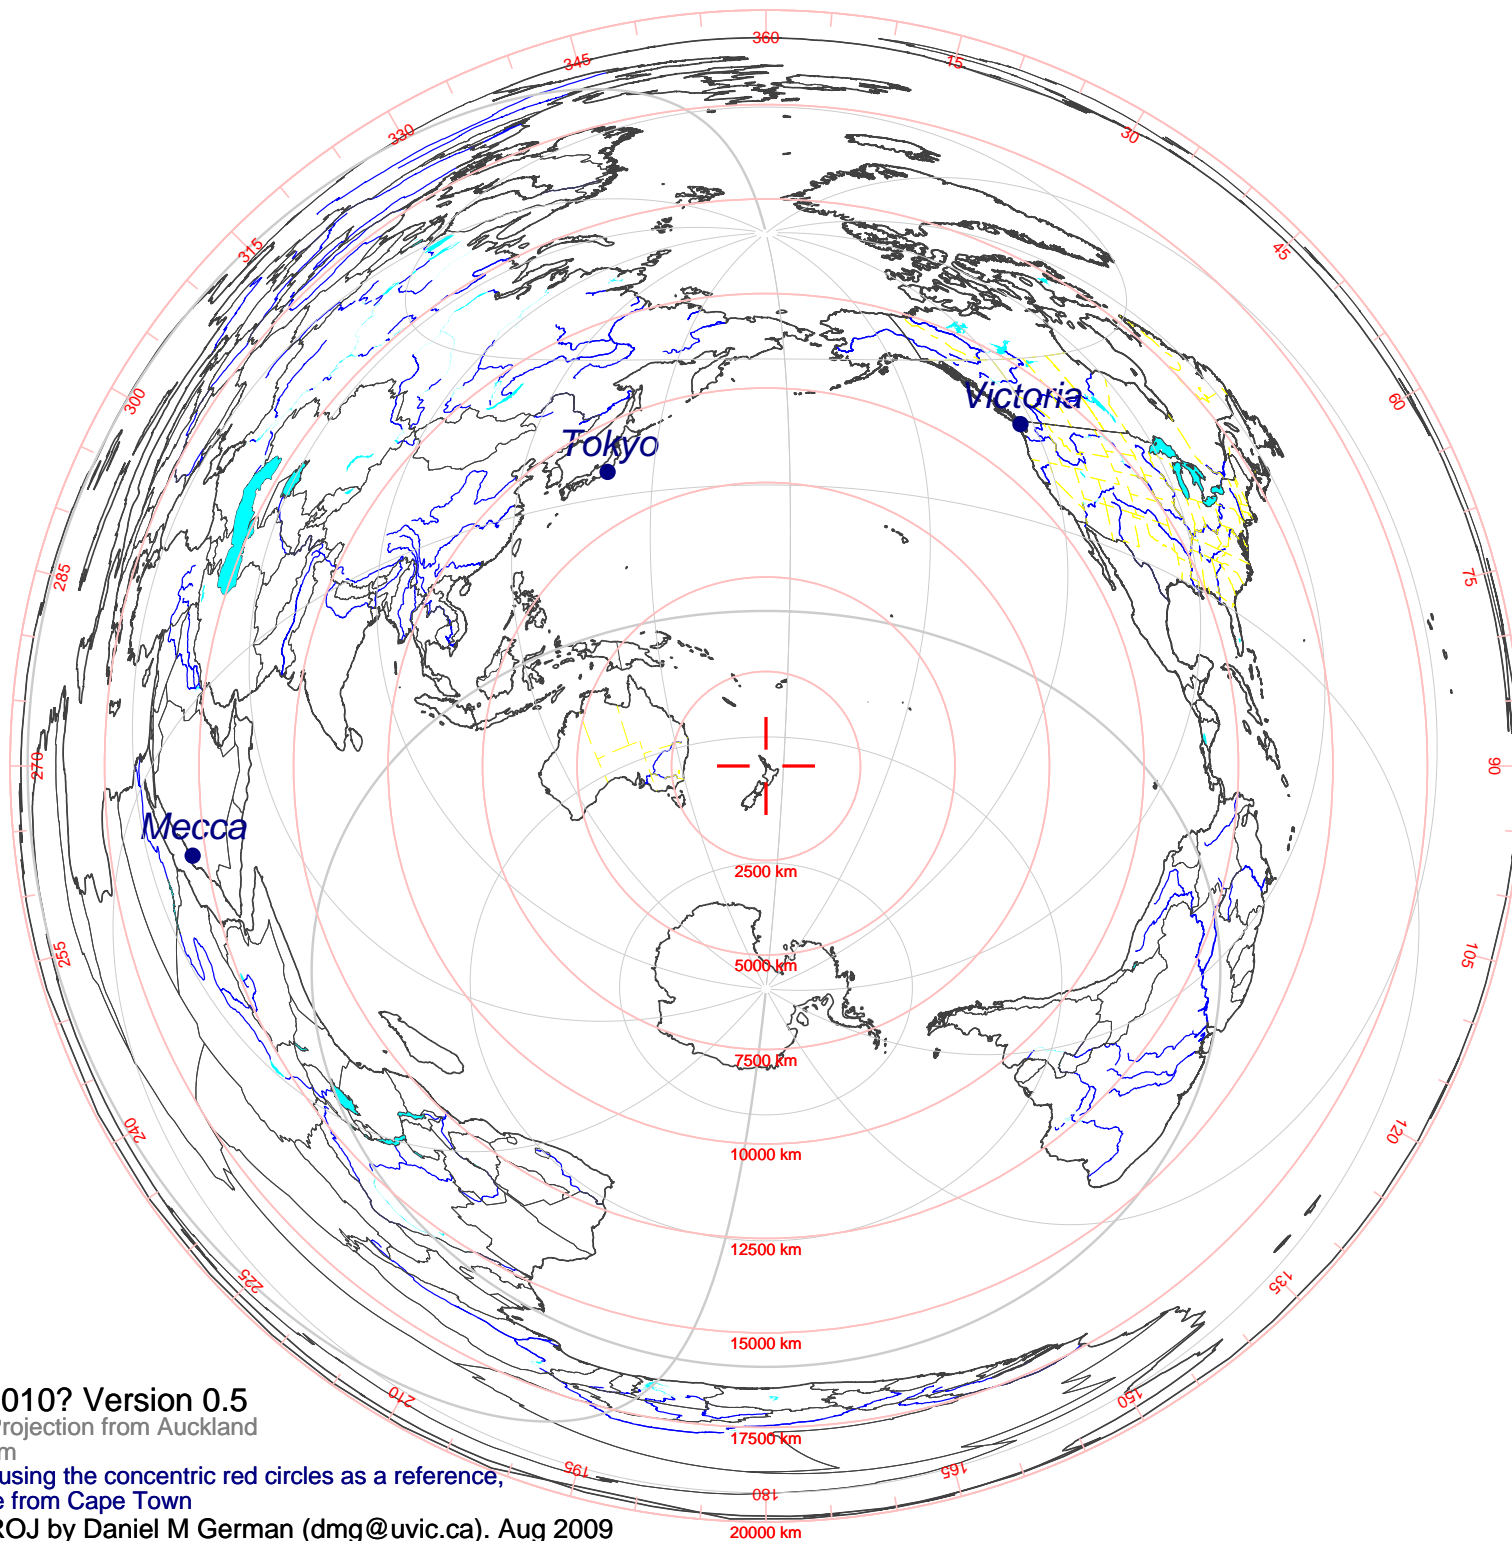 360
345
15
330
30
315
45
300
60
Victoria
Tokyo
285
75
270
90
Mecca
2500 km
255
105
5000 km
7500 km
240
120
10000 km
12500 km
225
135
15000 km
210
150
17500 km
195
165
180
20000 km
010? Version 0.5
Projection from Auckland
m
using the concentric red circles as a reference,
e from Cape Town
ROJ by Daniel M German (dmg@uvic.ca). Aug 2009